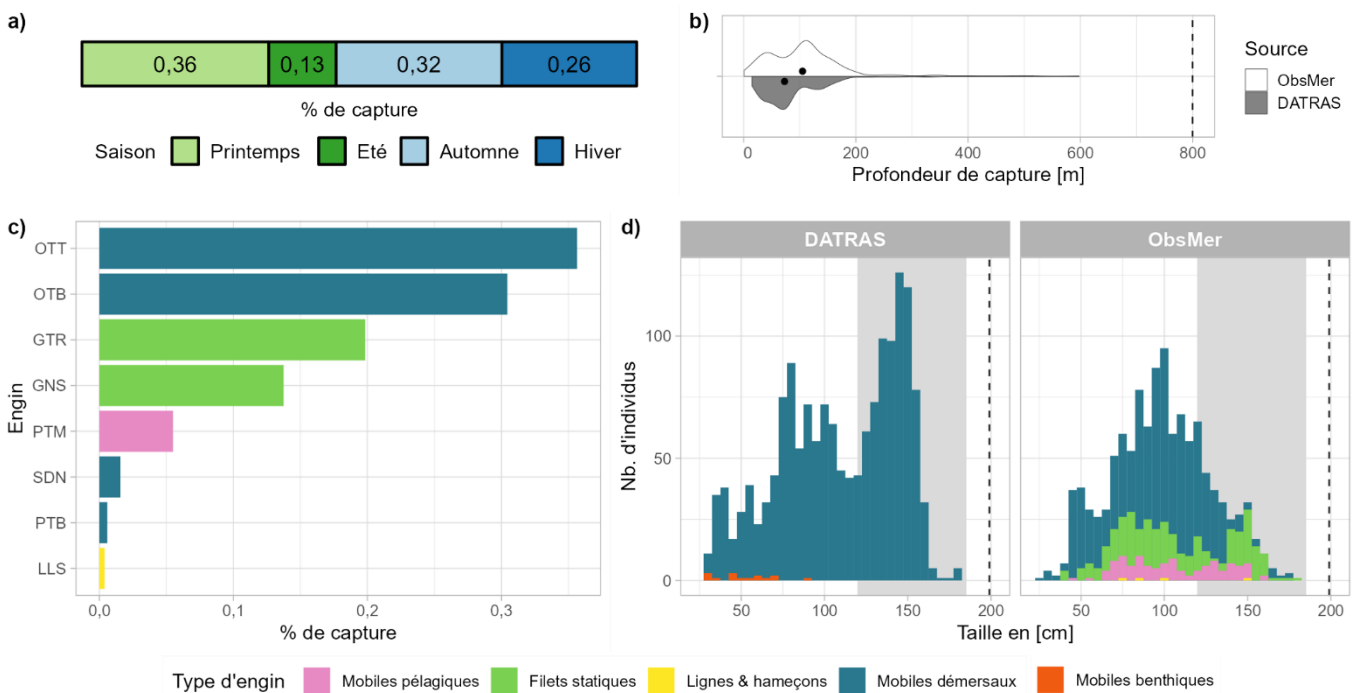 a)
0,36 0,13 0,32 0,26
% de capture
Saison Printemps Eté Automne Hiver
b)
0 200 400 600 800
Profondeur de capture [m]
Source
ObsMer
DATRAS
c)
Engin
OTT
OTB
GTR
GNS
PTM
SDN
PTB
LLS
0,0 0,1 0,2 0,3
% de capture
d)
DATRAS ObsMer
Nb. d'individus
100
50
0
50 100 150 200 50 100 150 200
Taille en [cm]
Type d'engin Mobiles pélagiques Filets statiques Lignes & hameçons Mobiles démersaux Mobiles benthiques